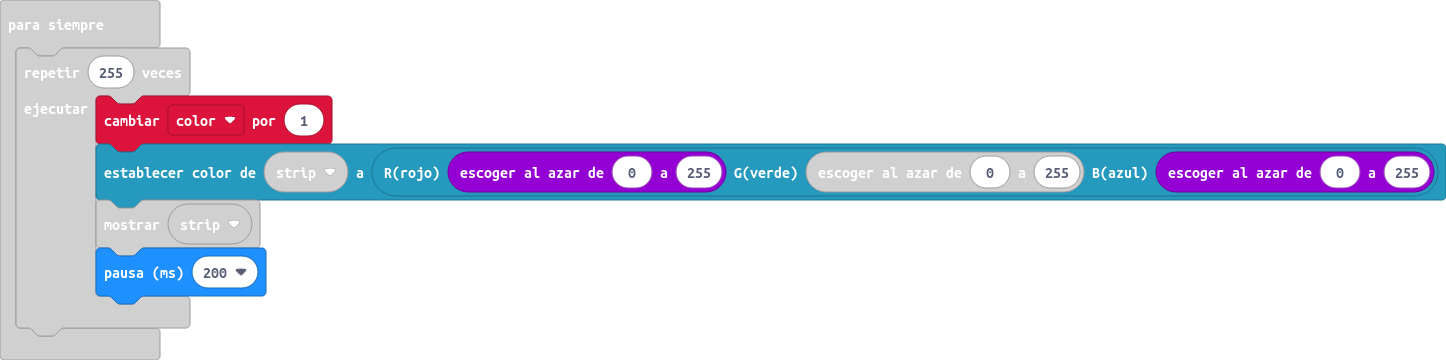 para siempre
repetir 255 veces
ejecutar
cambiar color por 1
establecer color de strip a R(rojo) escoger al azar de 0 a 255 G(verde) escoger al azar de 0 a 255 B(azul) escoger al azar de 0 a 255
mostrar strip
pausa (ms) 200